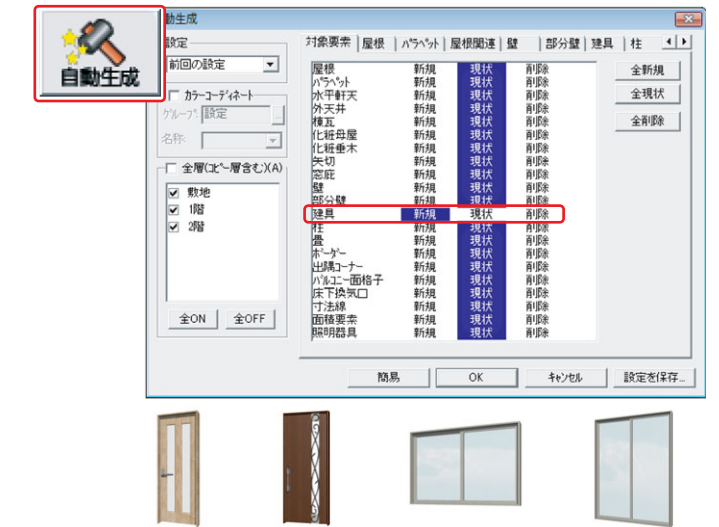 自動生成
動生成
設定
前回の設定
カラーコーディネート
グループ: 設定
...
名称:
全層(コピー層含む)(A)
敷地
1階
2階
全ON 全OFF
対象要素 屋根 パラペット 屋根関連 壁 部分壁 建具 柱
屋根 新規 現状 削除
パラペット 新規 現状 削除
水平軒天 新規 現状 削除
外天井 新規 現状 削除
棟瓦 新規 現状 削除
化粧母屋 新規 現状 削除
化粧垂木 新規 現状 削除
矢切 新規 現状 削除
窓庇 新規 現状 削除
壁 新規 現状 削除
部分壁 新規 現状 削除
建具 新規 現状 削除
柱 新規 現状 削除
畳 新規 現状 削除
ボーダー 新規 現状 削除
出隅コーナー 新規 現状 削除
バルコニー面格子 新規 現状 削除
床下換気口 新規 現状 削除
寸法線 新規 現状 削除
面積要素 新規 現状 削除
照明器具 新規 現状 削除
全新規
全現状
全削除
簡易 OK キャンセル 設定を保存...